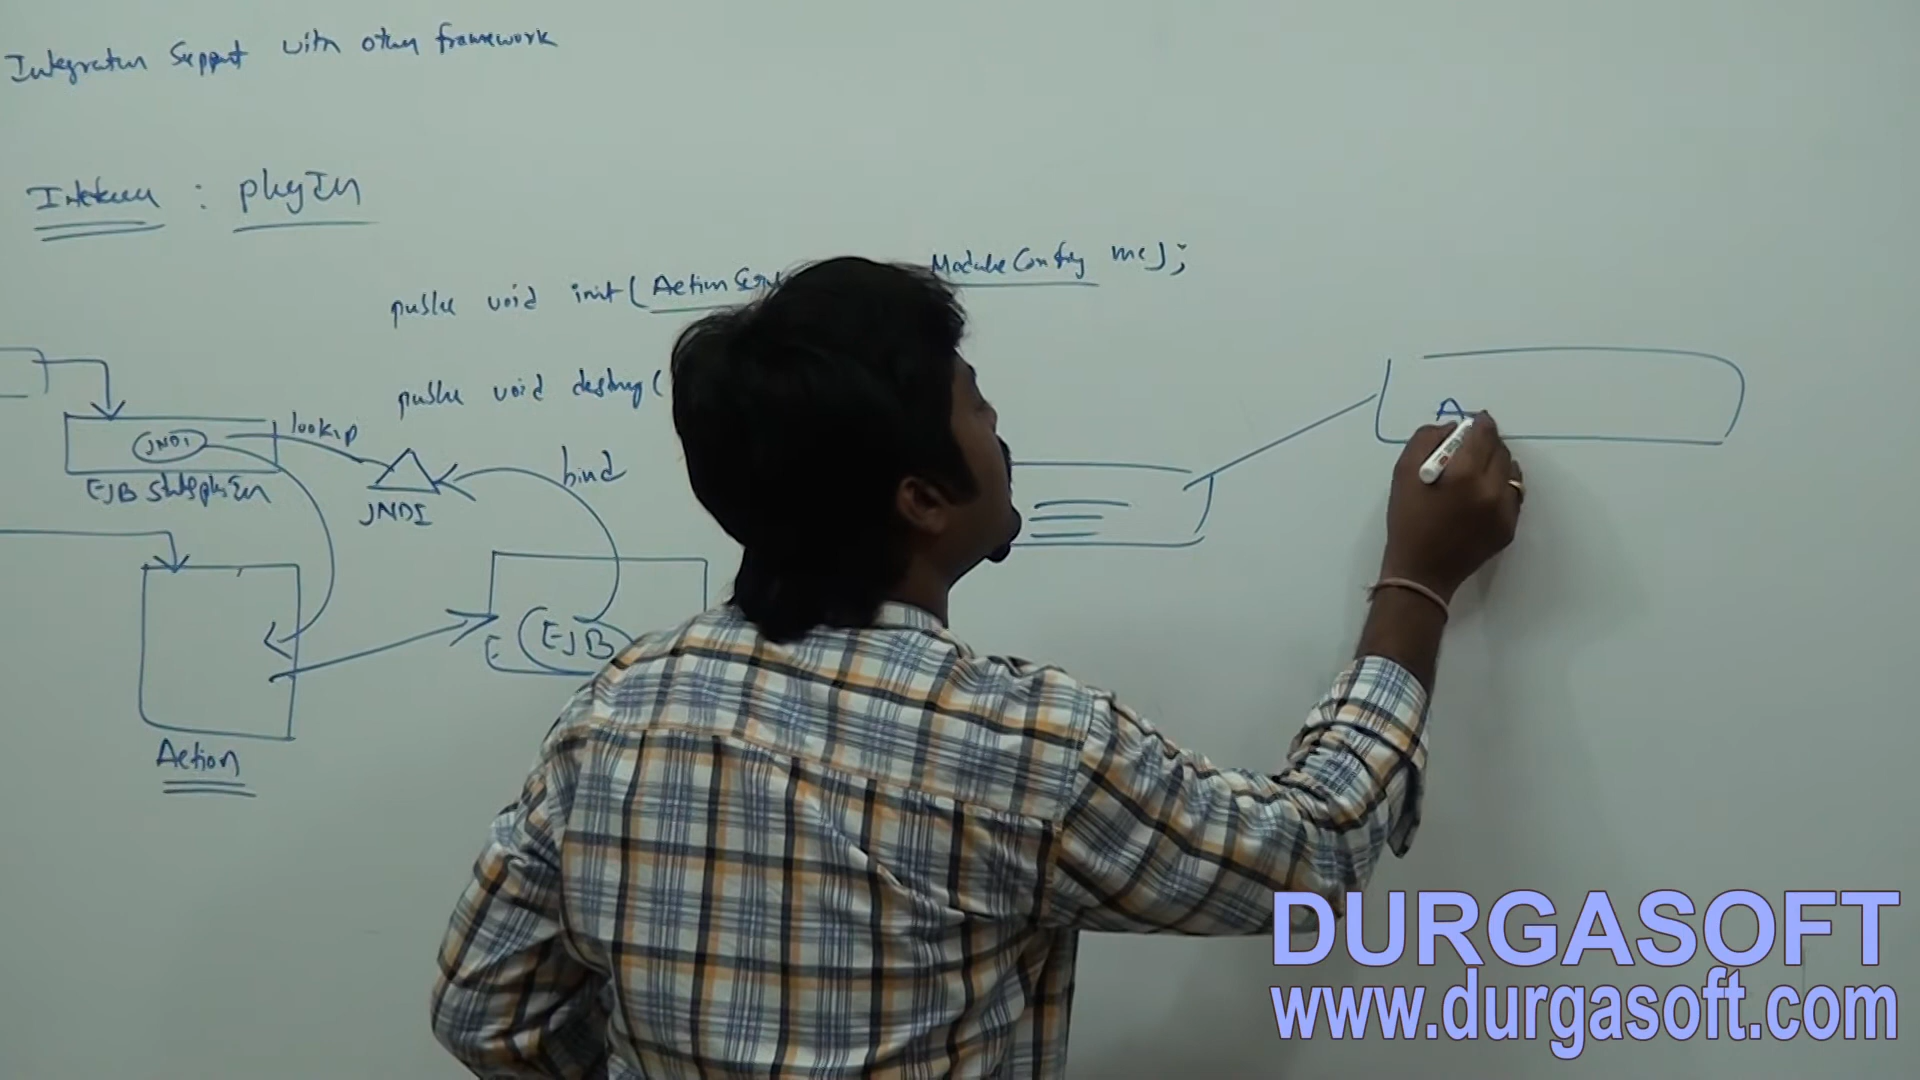 Integration Support with other framework
Interface : plugIn
public void init( ActionServ ModuleConfig mc);
public void destroy(
lookup
JNDI
bind
EJB
JNDI
EJB
Action
A
DURGASOFT
www.durgasoft.com